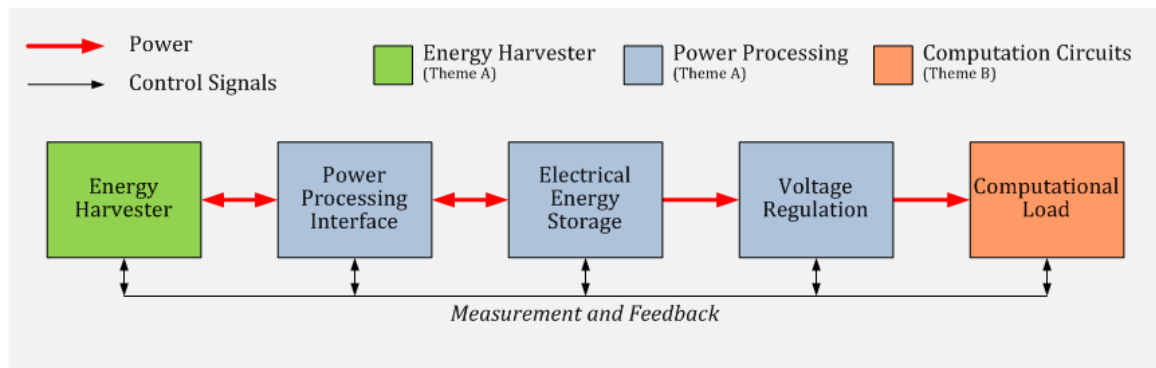 Power
Control Signals
Energy Harvester
(Theme A)
Power Processing
(Theme A)
Computation Circuits
(Theme B)
Energy
Harvester
Power
Processing
Interface
Electrical
Energy
Storage
Voltage
Regulation
Computational
Load
Measurement and Feedback